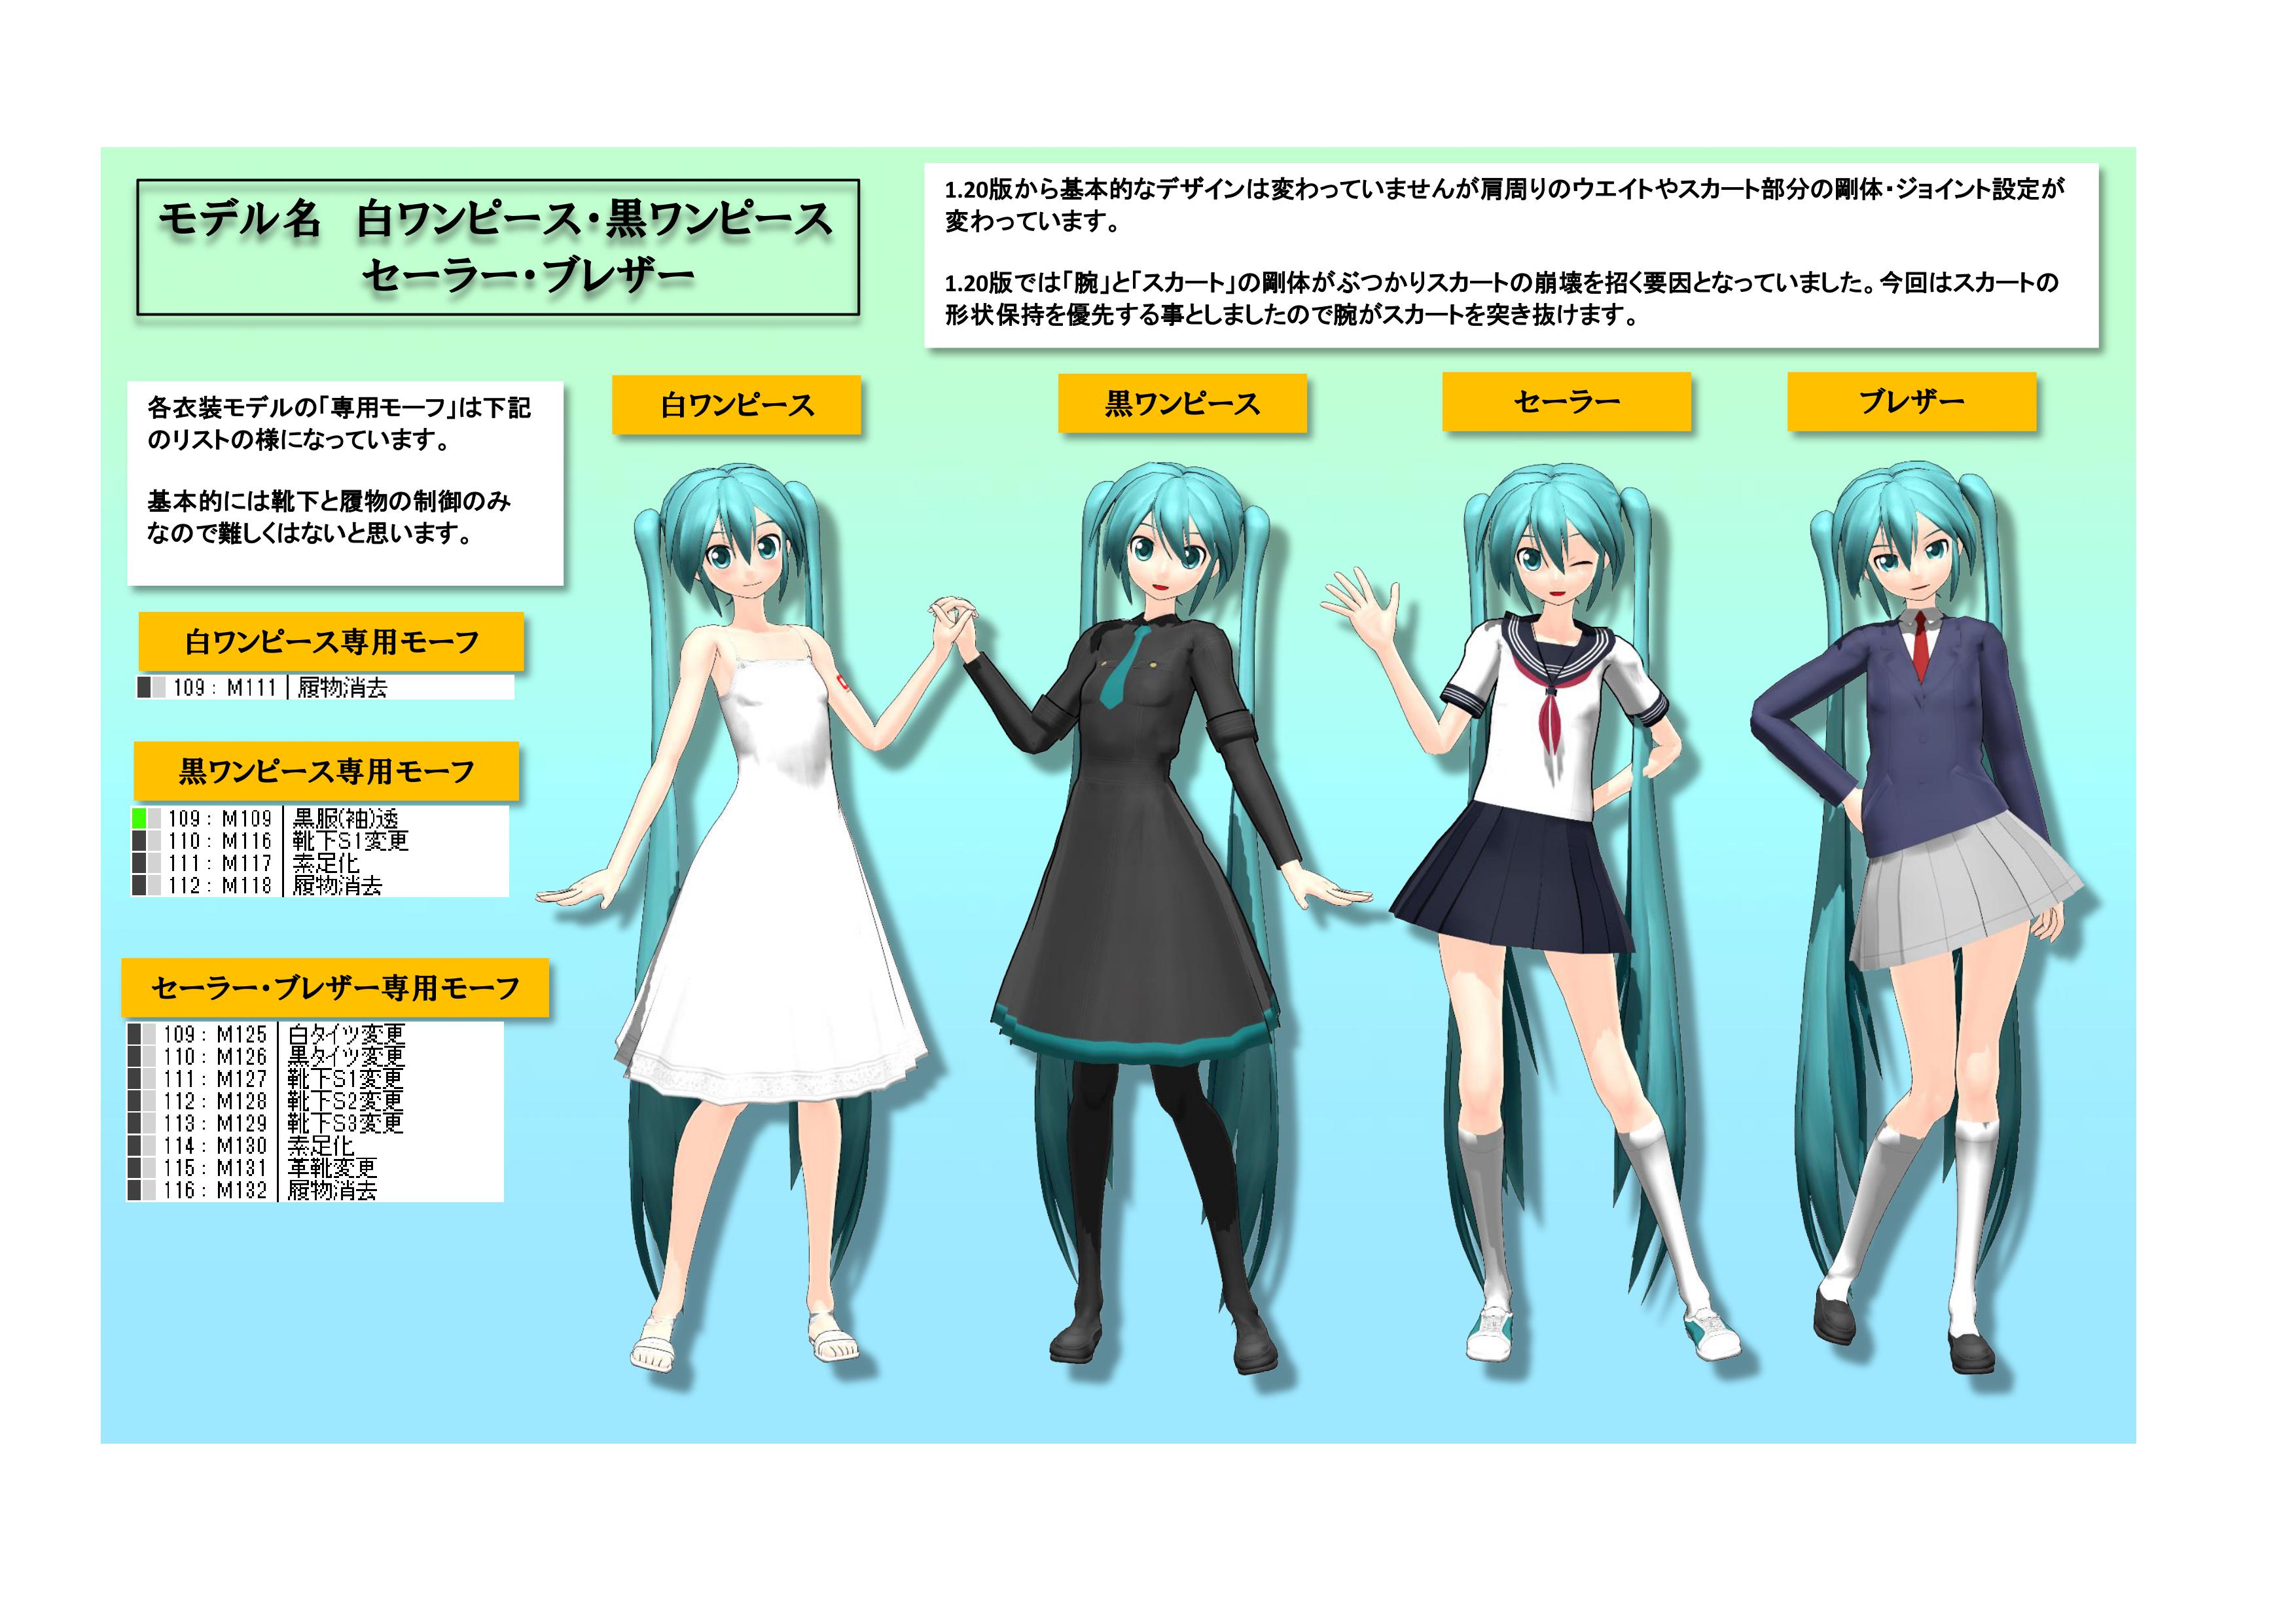 モデル名　白ワンピース・黒ワンピース
セーラー・ブレザー
1.20版から基本的なデザインは変わっていませんが肩周りのウエイトやスカート部分の剛体・ジョイント設定が
変わっています。
1.20版では「腕」と「スカート」の剛体がぶつかりスカートの崩壊を招く要因となっていました。今回はスカートの
形状保持を優先する事としましたので腕がスカートを突き抜けます。
各衣装モデルの「専用モーフ」は下記
のリストの様になっています。
基本的には靴下と履物の制御のみ
なので難しくはないと思います。
白ワンピース
黒ワンピース
セーラー
ブレザー
白ワンピース専用モーフ
109 : M111 | 履物消去
黒ワンピース専用モーフ
109 : M109 | 黒服(袖)透
110 : M116 | 靴下S1変更
111 : M117 | 素足化
112 : M118 | 履物消去
セーラー・ブレザー専用モーフ
109 : M125 | 白タイツ変更
110 : M126 | 黒タイツ変更
111 : M127 | 靴下S1変更
112 : M128 | 靴下S2変更
113 : M129 | 靴下S3変更
114 : M130 | 素足化
115 : M131 | 革靴変更
116 : M132 | 履物消去